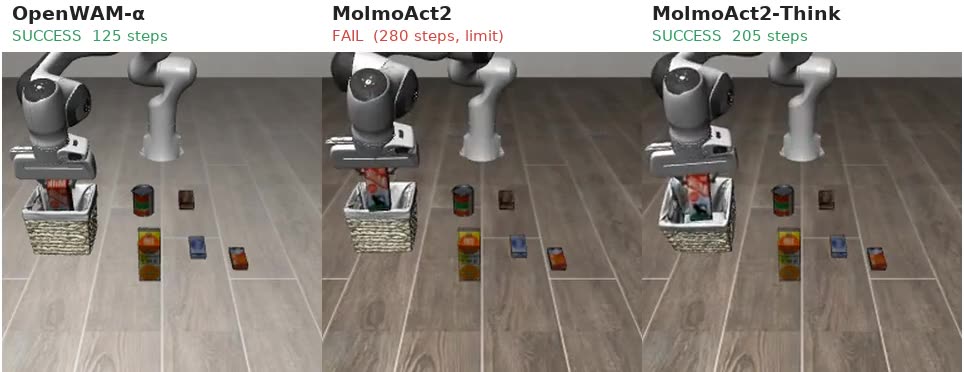 OpenWAM-α
SUCCESS 125 steps
MolmoAct2
FAIL (280 steps, limit)
MolmoAct2-Think
SUCCESS 205 steps